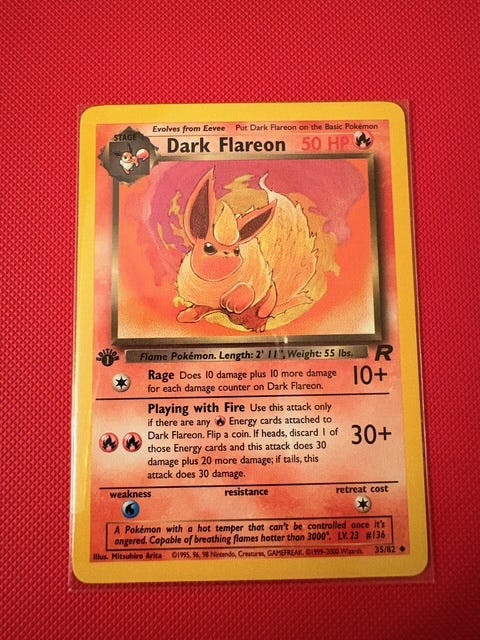 Evolves from Eevee Put Dark Flareon on the Basic Pokémon
STAGE 1
Dark Flareon 50 HP
Flame Pokémon. Length: 2' 11", Weight: 55 lbs.
EDITION
1
R
Rage Does 10 damage plus 10 more damage
for each damage counter on Dark Flareon.
10+
Playing with Fire Use this attack only
if there are any Energy cards attached to
Dark Flareon. Flip a coin. If heads, discard 1 of
those Energy cards and this attack does 30
damage plus 20 more damage; if tails, this
attack does 30 damage.
30+
weakness resistance retreat cost
A Pokémon with a hot temper that can't be controlled once it's
angered. Capable of breathing flames hotter than 3000°. LV. 23 #136
Illus. Mitsuhiro Arita ©1995, 96, 98 Nintendo, Creatures, GAMEFREAK. ©1999-2000 Wizards. 35/82